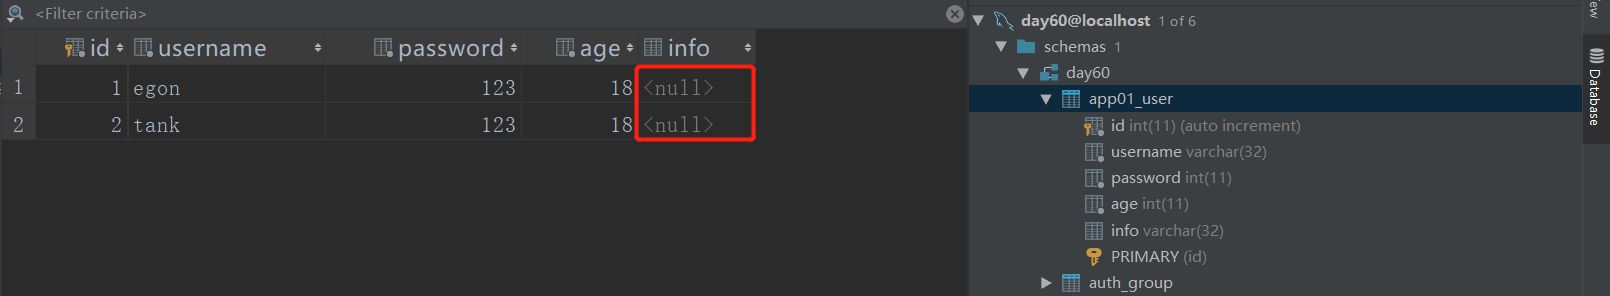 <Filter criteria>
id username password age info
1 1 egon 123 18 <null>
2 2 tank 123 18 <null>
day60@localhost 1 of 6
schemas 1
day60
app01_user
id int(11) (auto increment)
username varchar(32)
password int(11)
age int(11)
info varchar(32)
PRIMARY (id)
auth_group
Database